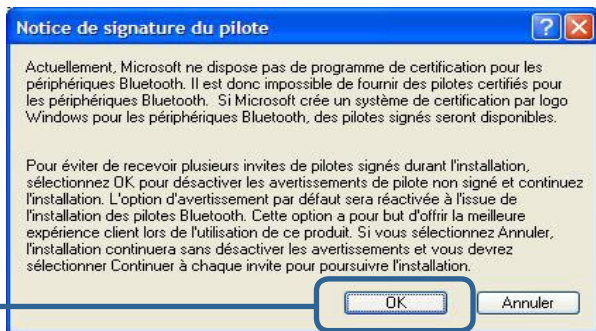 Notice de signature du pilote
Actuellement, Microsoft ne dispose pas de programme de certification pour les
périphériques Bluetooth. Il est donc impossible de fournir des pilotes certifiés pour
les périphériques Bluetooth. Si Microsoft crée un système de certification par logo
Windows pour les périphériques Bluetooth, des pilotes signés seront disponibles.
Pour éviter de recevoir plusieurs invites de pilotes signés durant l'installation,
sélectionnez OK pour désactiver les avertissements de pilote non signé et continuez
l'installation. L'option d'avertissement par défaut sera réactivée à l'issue de
l'installation des pilotes Bluetooth. Cette option a pour but d'offrir la meilleure
expérience client lors de l'utilisation de ce produit. Si vous sélectionnez Annuler,
l'installation continuera sans désactiver les avertissements et vous devrez
sélectionner Continuer à chaque invite pour poursuivre l'installation.
OK Annuler